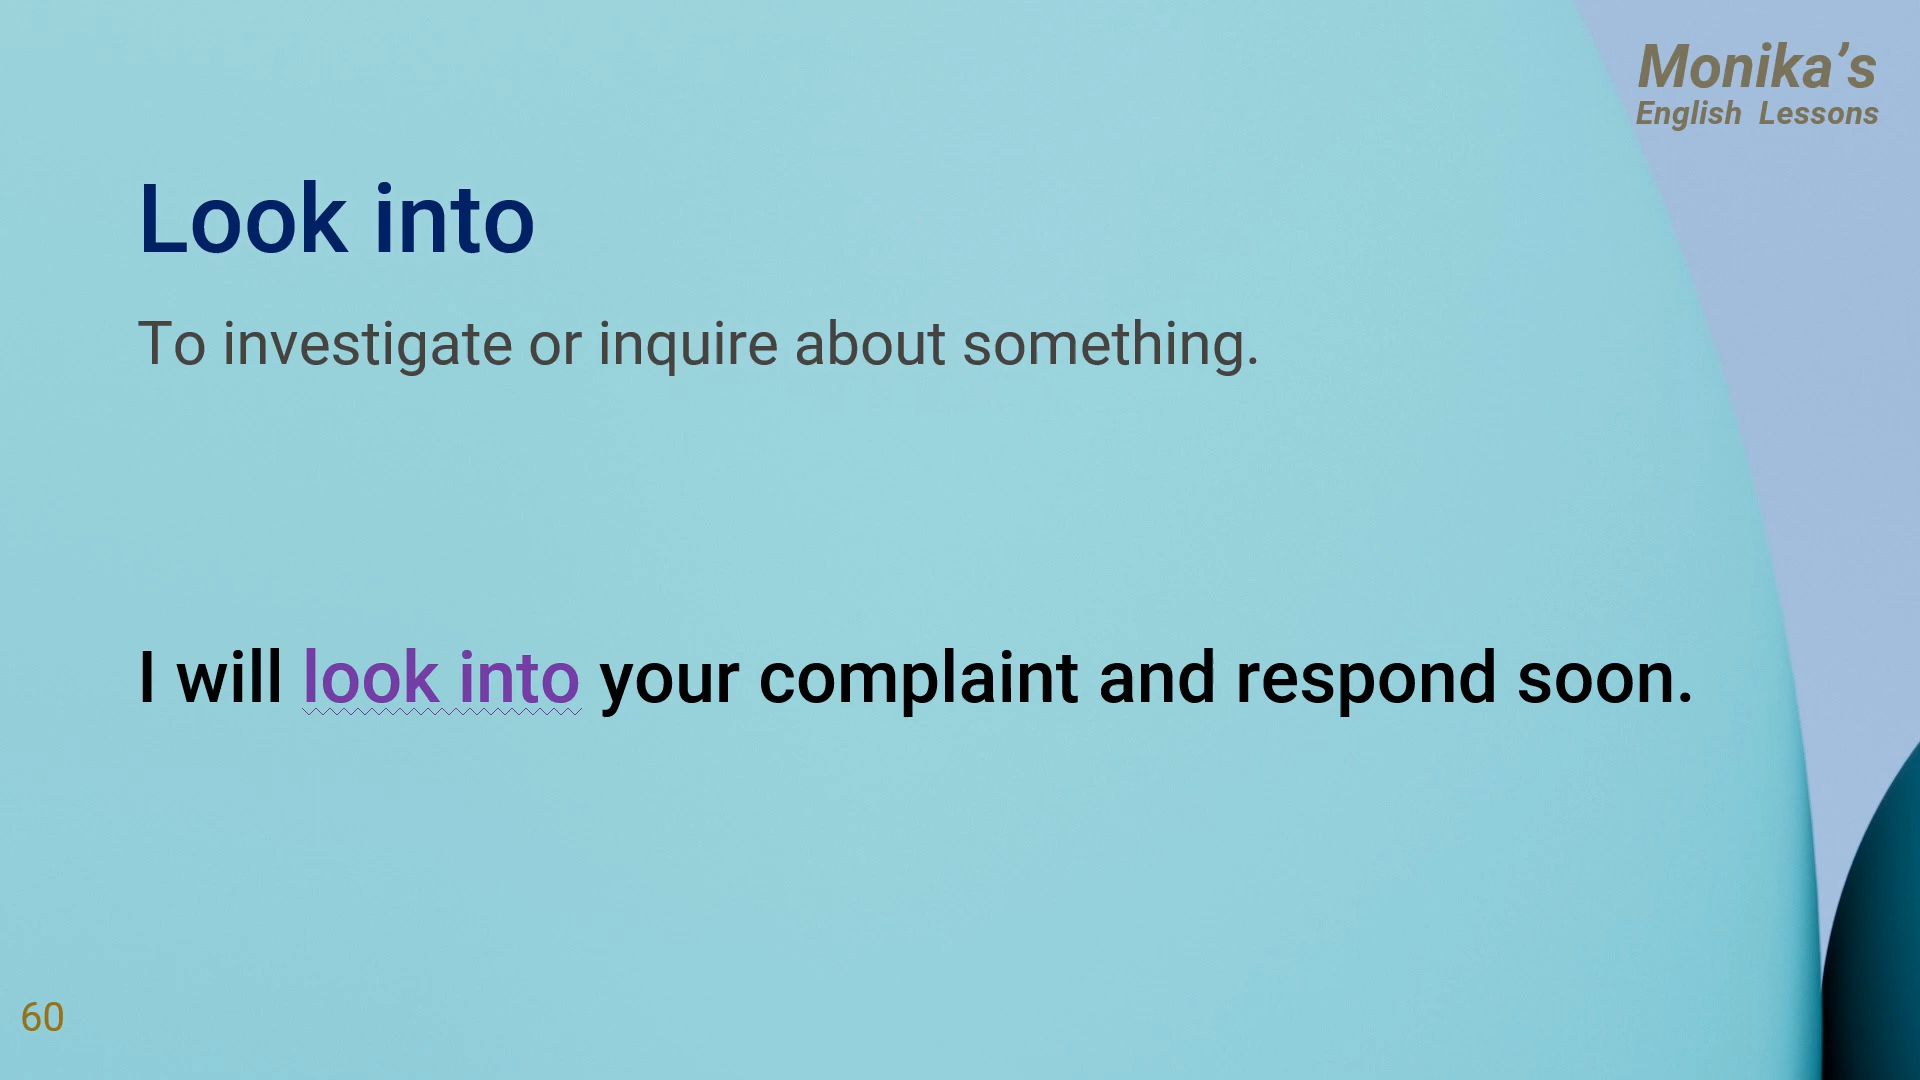 Monika’s
English Lessons
Look into
To investigate or inquire about something.
I will look into your complaint and respond soon.
60